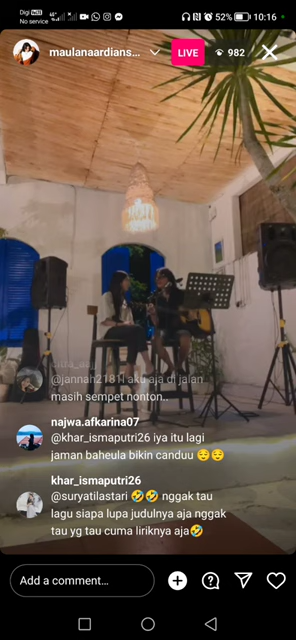 Digi VoLTE
No service
4G
52%
10:16
maulanaardians...
LIVE
982
@jannah2181 aku aja di jalan
masih sempet nonton..
najwa.afkarina07
@khar_ismaputri26 iya itu lagi
jaman baheula bikin canduu 😌😌
khar_ismaputri26
@suryatilastari 🤣🤣 nggak tau
lagu siapa lupa judulnya aja nggak
tau yg tau cuma liriknya aja🤣
Add a comment...